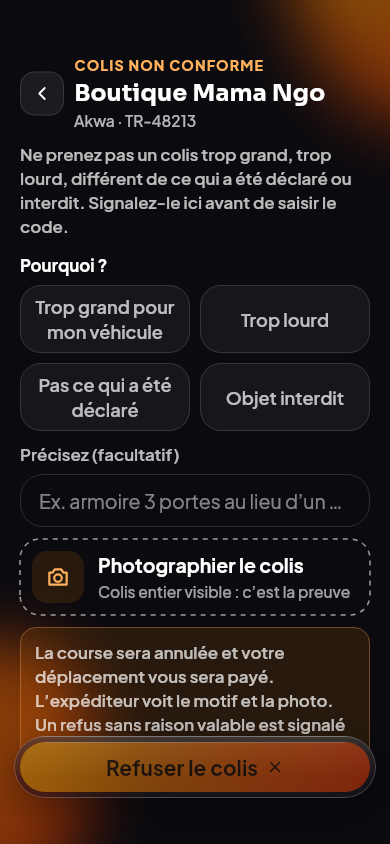 COLIS NON CONFORME
Boutique Mama Ngo
Akwa · TR-48213
Ne prenez pas un colis trop grand, trop
lourd, différent de ce qui a été déclaré ou
interdit. Signalez-le ici avant de saisir le
code.
Pourquoi ?
Trop grand pour
mon véhicule
Trop lourd
Pas ce qui a été
déclaré
Objet interdit
Précisez (facultatif)
Ex. armoire 3 portes au lieu d’un ...
Photographier le colis
Colis entier visible : c’est la preuve
La course sera annulée et votre
déplacement vous sera payé.
L’expéditeur voit le motif et la photo.
Un refus sans raison valable est signalé
Refuser le colis ×